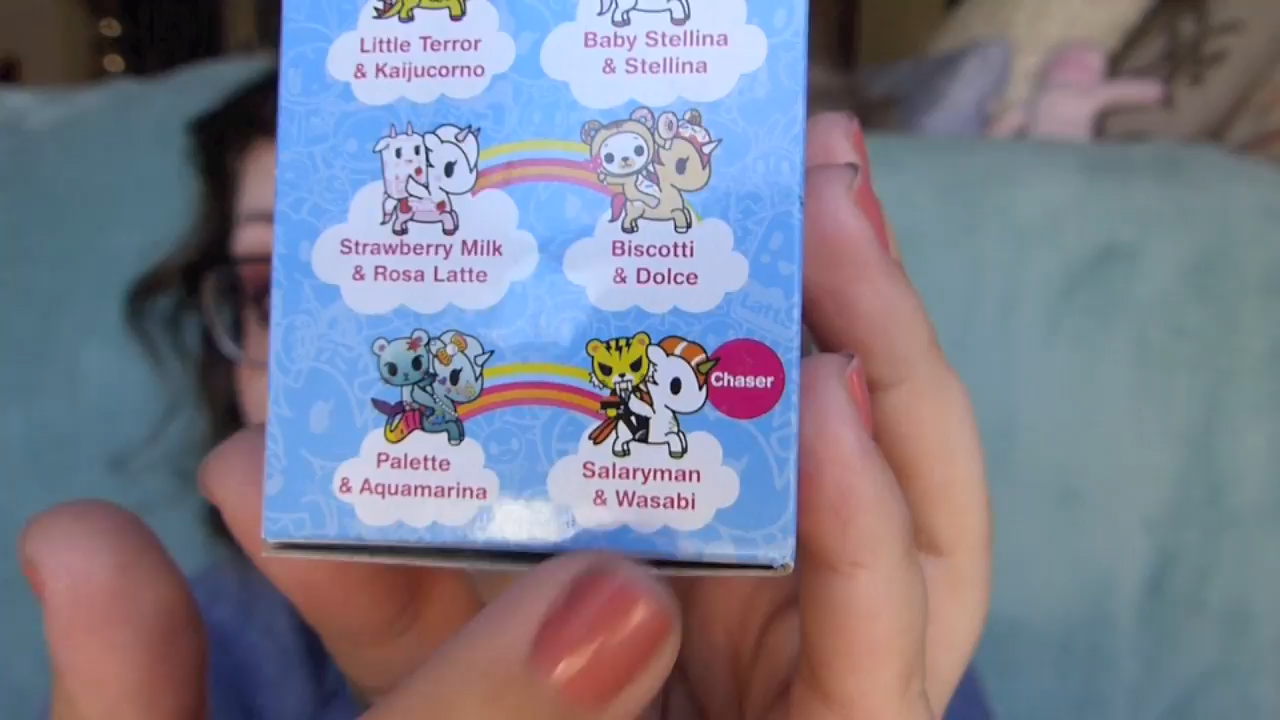 Little Terror
& Kaijucorno
Baby Stellina
& Stellina
Strawberry Milk
& Rosa Latte
Biscotti
& Dolce
Palette
& Aquamarina
Chaser
Salaryman
& Wasabi